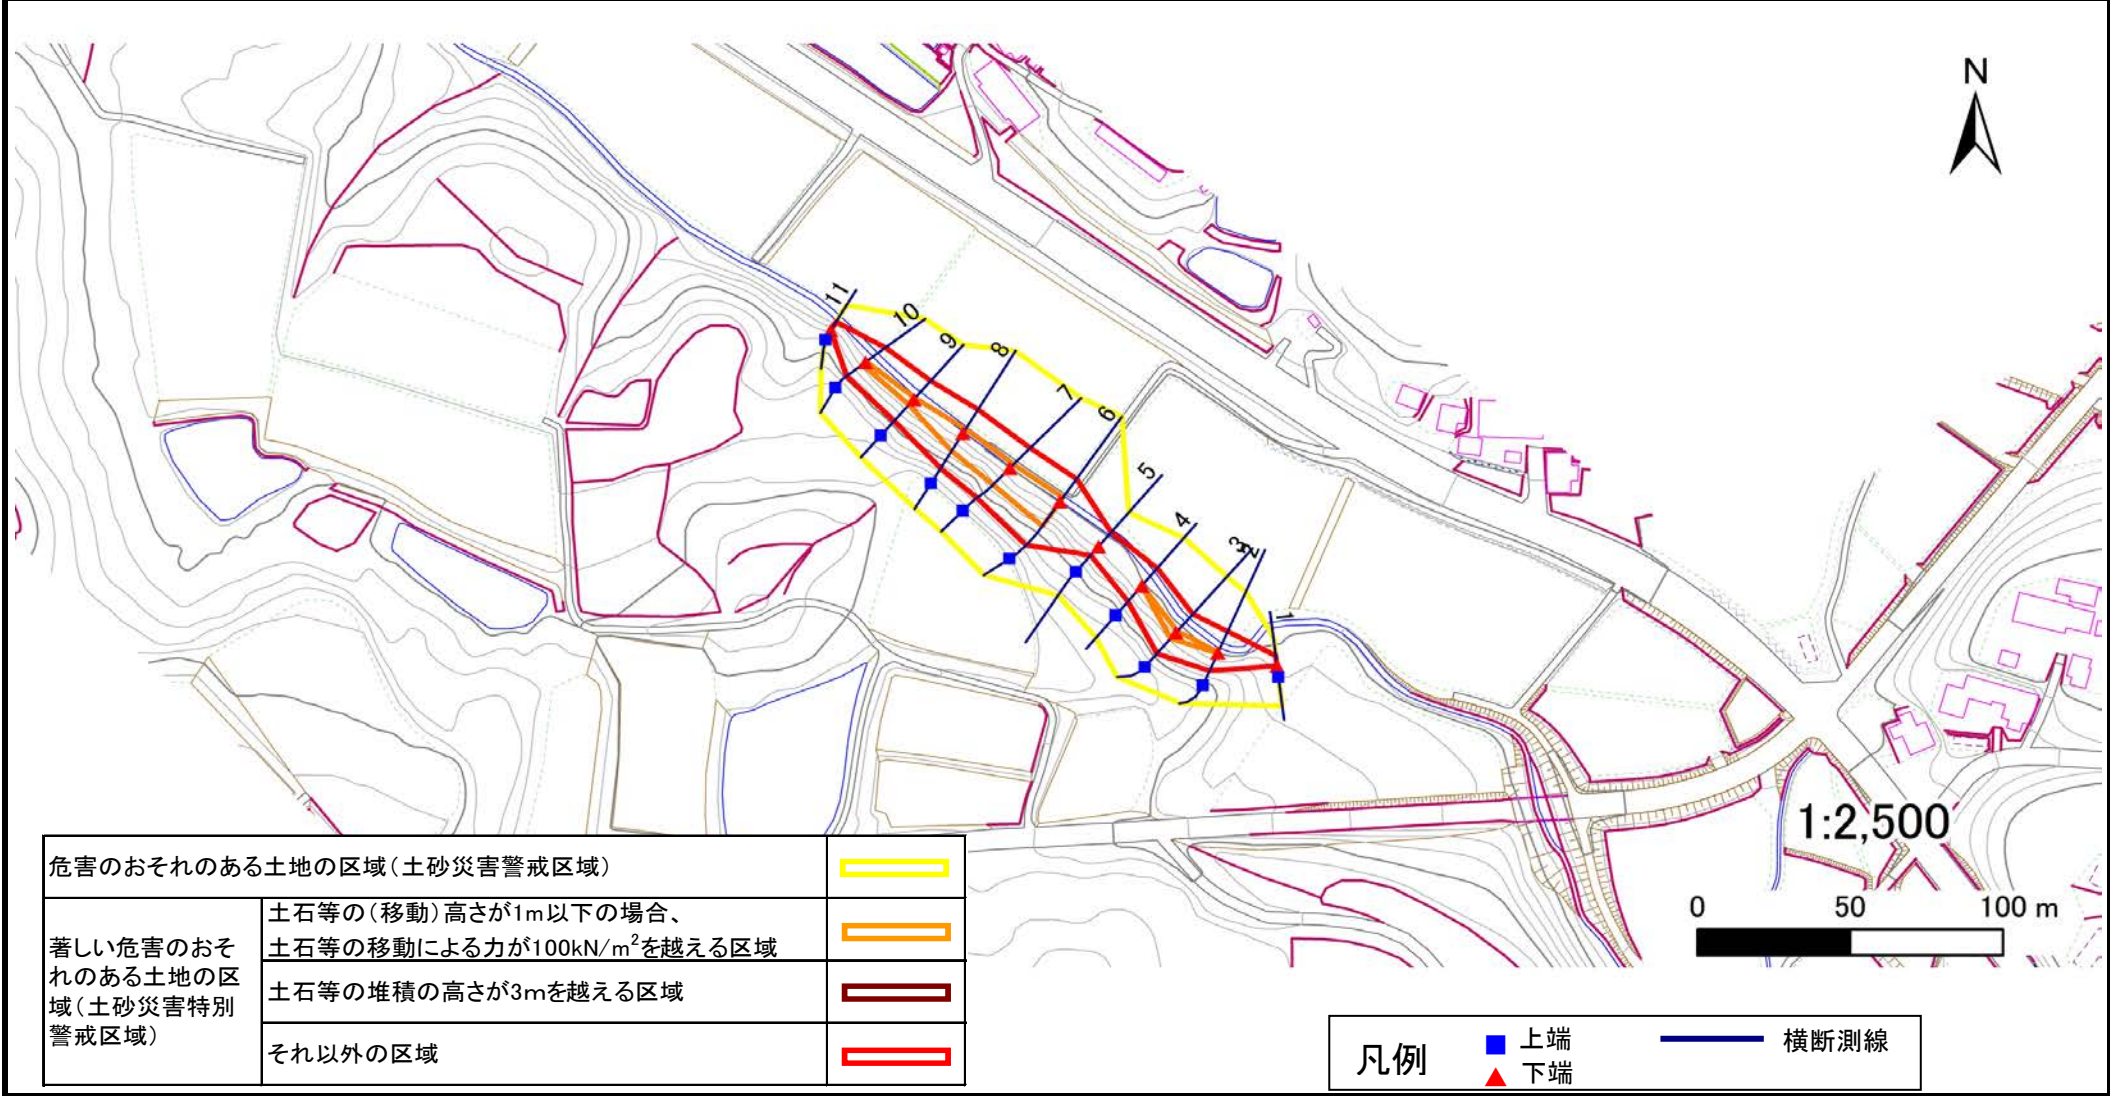 N
11
10
9
8
7
6
5
4
3
2
1
1:2,500
0 50 100 m
危害のおそれのある土地の区域(土砂災害警戒区域)
著しい危害のおそ
れのある土地の区
域(土砂災害特別
警戒区域)
土石等の(移動)高さが1m以下の場合、
土石等の移動による力が100kN/m²を越える区域
土石等の堆積の高さが3mを越える区域
それ以外の区域
凡例
上端
下端
横断測線